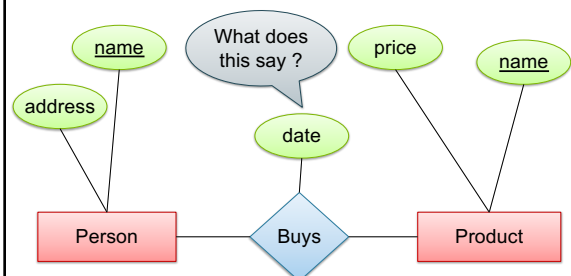 name
What does
this say ?
price
name
address
date
Person
Buys
Product